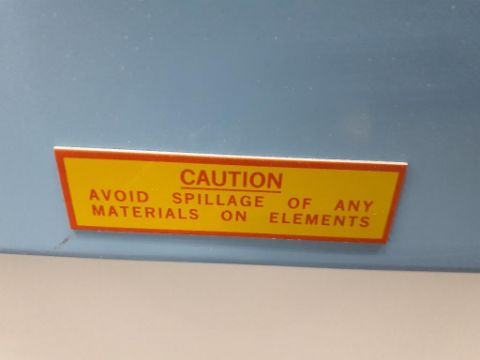 CAUTION
AVOID SPILLAGE OF ANY
MATERIALS ON ELEMENTS